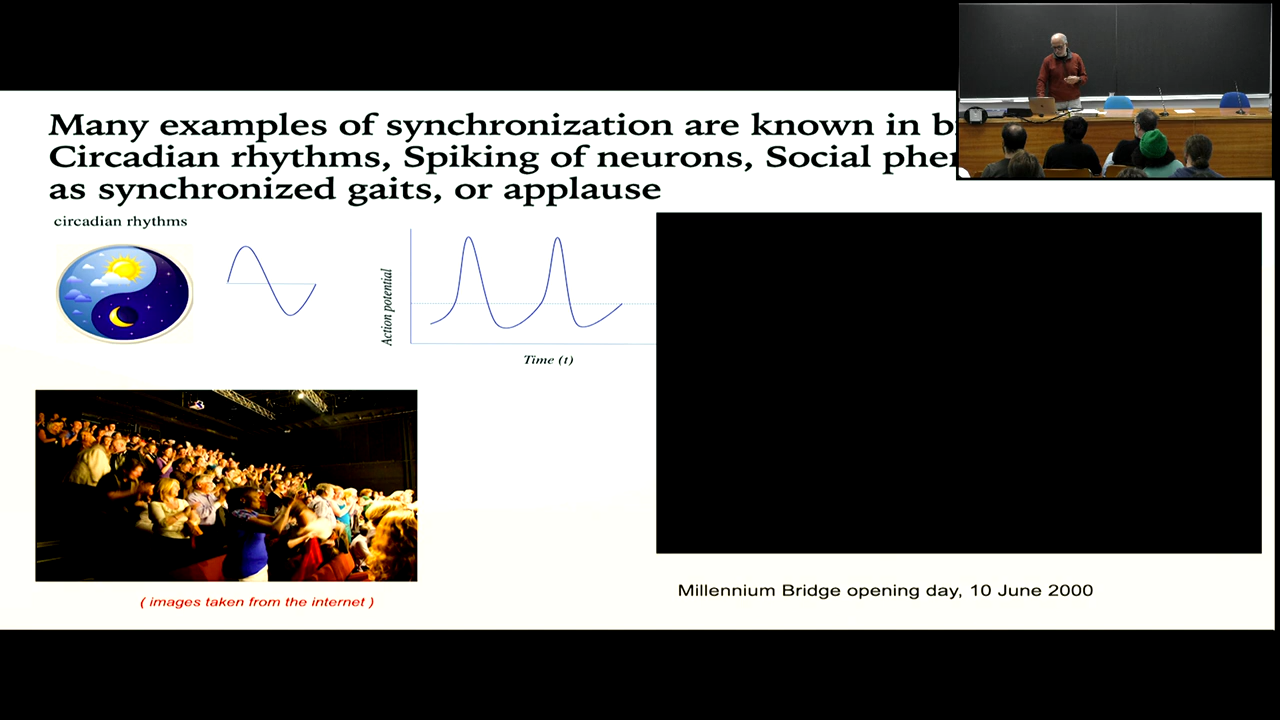 Many examples of synchronization are known in
Circadian rhythms, Spiking of neurons, Social
as synchronized gaits, or applause
circadian rhythms
Action potential
Time (t)
( images taken from the internet )
Millennium Bridge opening day, 10 June 2000